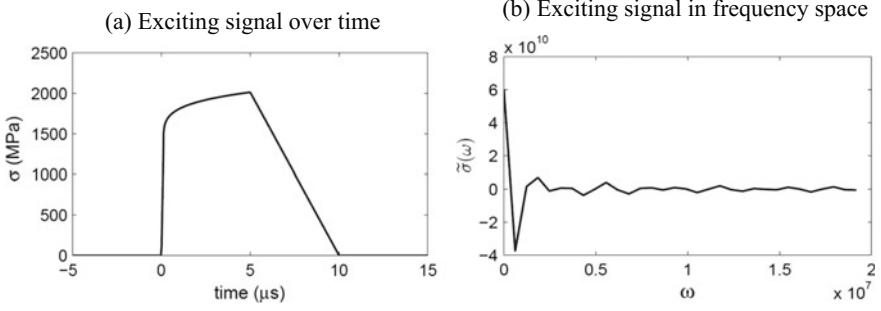 (a) Exciting signal over time
2500
2000
1500
1000
500
0
-5
0
5
10
15
σ (MPa)
time (μs)
(b) Exciting signal in frequency space
x 10^10
8
6
4
2
0
-2
-4
0
0.5
1
1.5
2
x 10^7
σ̃(ω)
ω